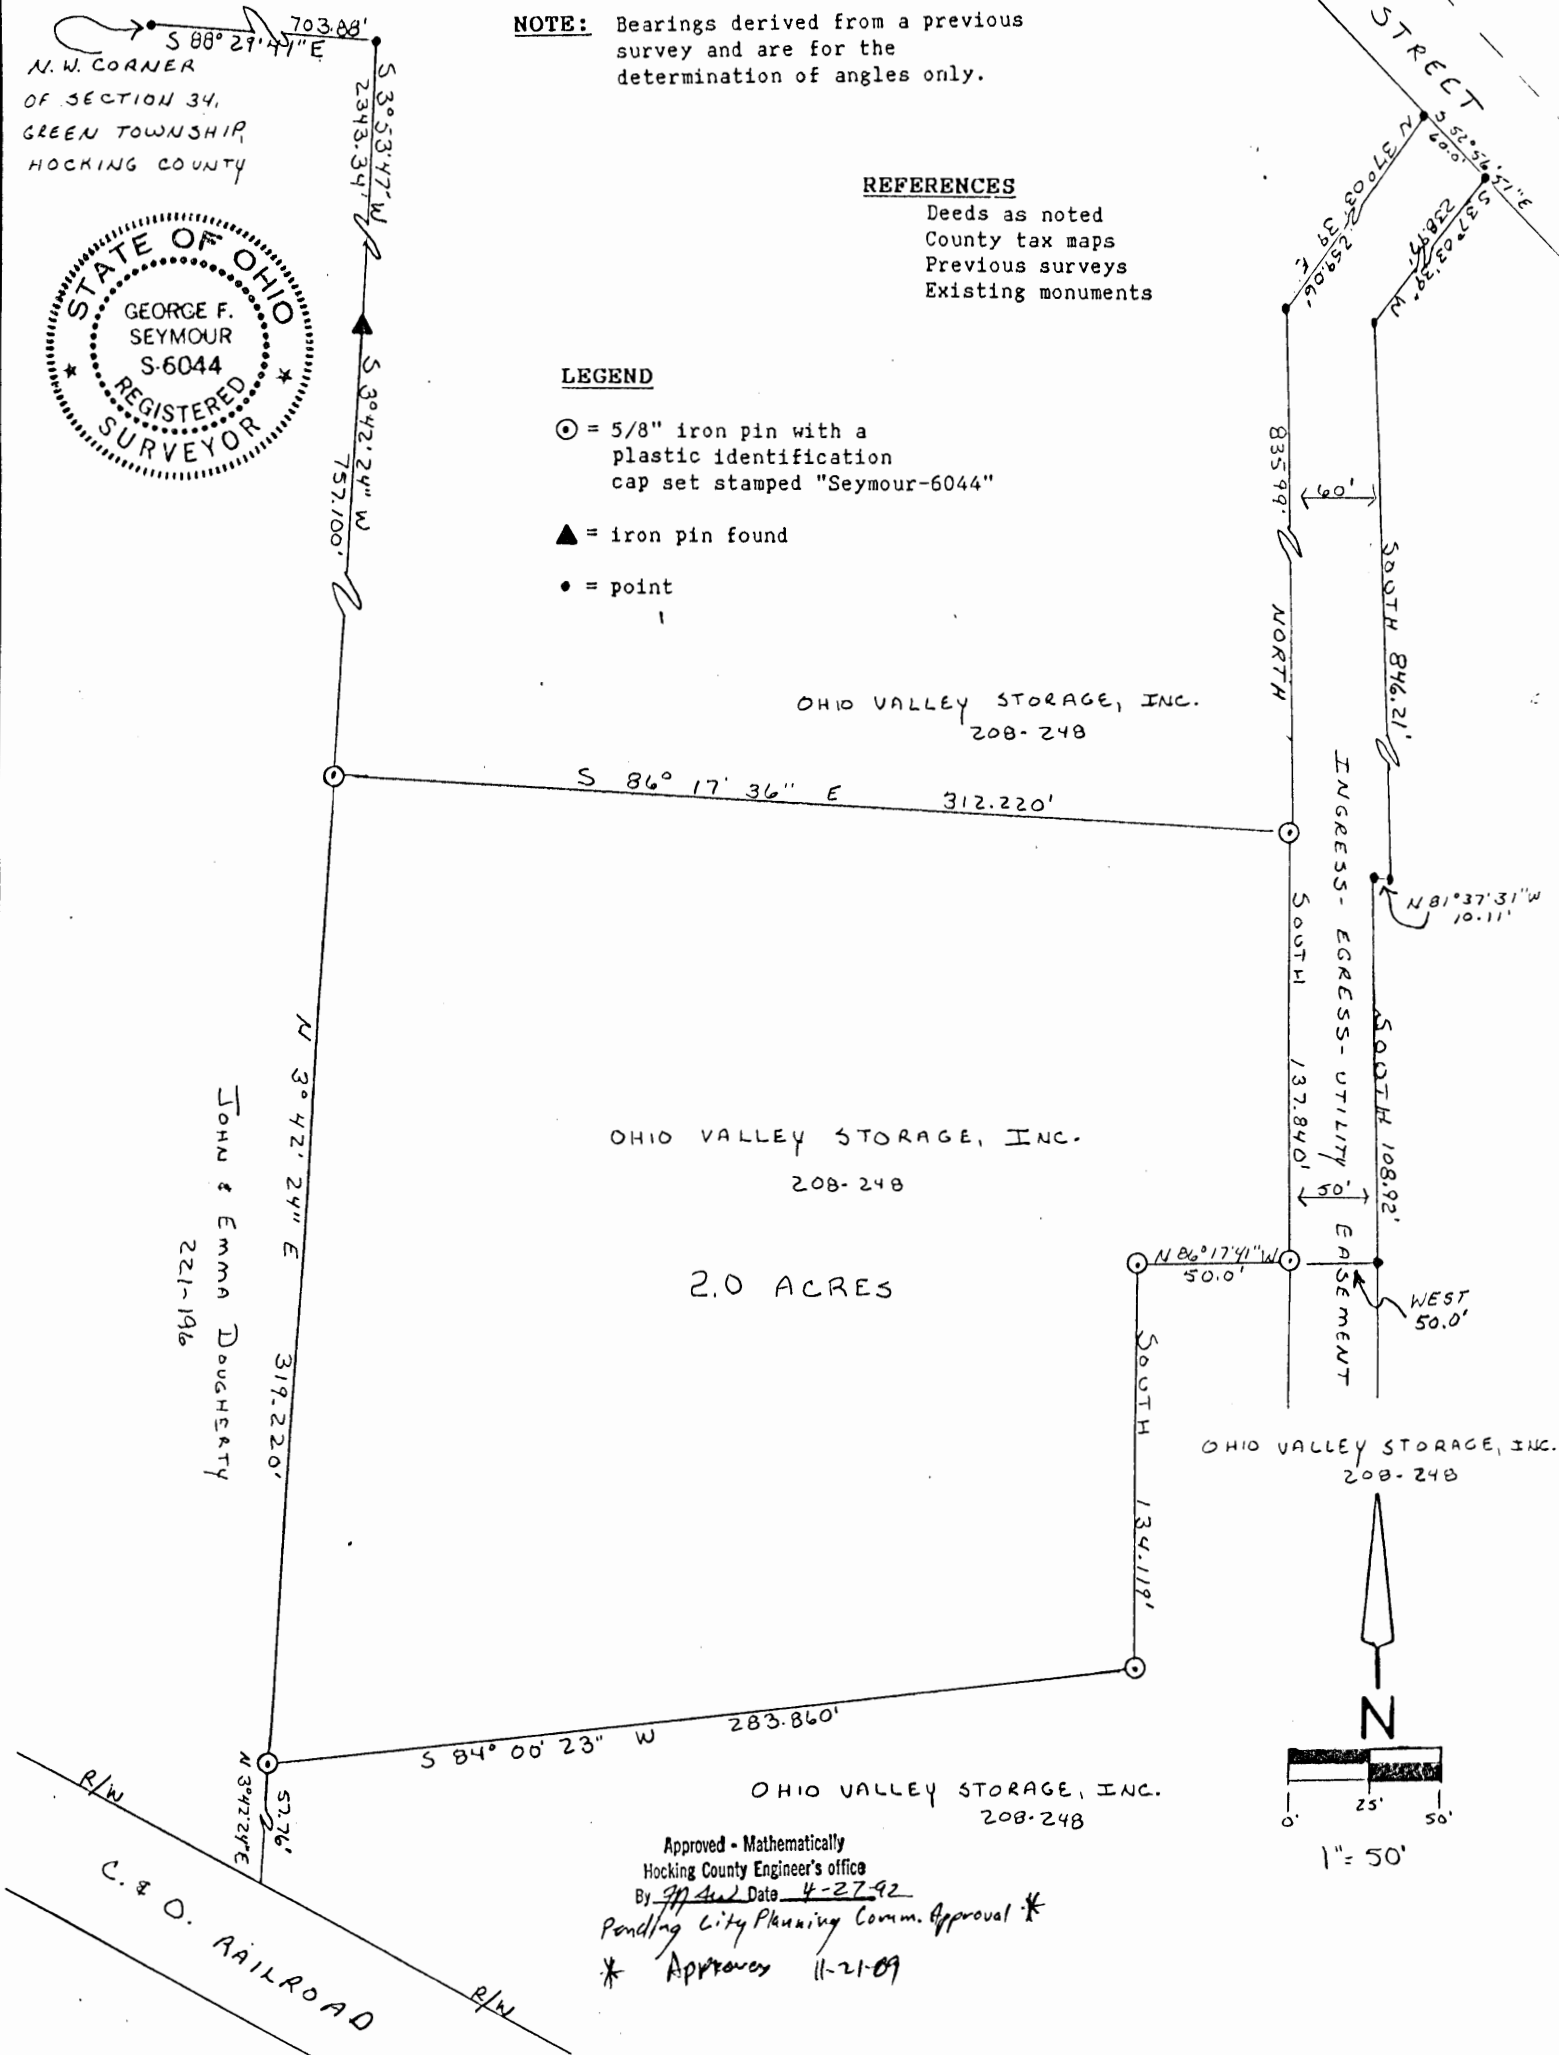 703.88'
S 88° 29' 41" E
N.W. CORNER
OF SECTION 34,
GREEN TOWNSHIP,
HOCKING COUNTY
NOTE: Bearings derived from a previous
survey and are for the
determination of angles only.
STREET
S 3° 53' 47" W
2343.34'
S 52° 56' 51" E
60.0'
N 37° 03' 39" E
259.06'
S 37° 03' 39" W
238.97'
REFERENCES
Deeds as noted
County tax maps
Previous surveys
Existing monuments
STATE OF OHIO
GEORGE F.
SEYMOUR
S-6044
REGISTERED
SURVEYOR
S 3° 42' 24" W
757.100'
LEGEND
= 5/8" iron pin with a
plastic identification
cap set stamped "Seymour-6044"
= iron pin found
= point
835.99'
NORTH
60'
SOUTH 846.21'
OHIO VALLEY STORAGE, INC.
208-248
S 86° 17' 36" E 312.220'
INGRESS-EGRESS-UTILITY EASEMENT
N 81° 37' 31" W
10.11'
SOUTH 137.840'
SOUTH 108.92'
50'
N 3° 42' 24" E 319.220'
JOHN & EMMA DOUGHERTY
221-196
OHIO VALLEY STORAGE, INC.
208-248
2.0 ACRES
N 86° 17' 41" W
50.0'
WEST
50.0'
SOUTH 134.119'
OHIO VALLEY STORAGE, INC.
208-248
S 84° 00' 23" W 283.860'
N
0' 25' 50'
1"= 50'
N 3° 42' 24" E
57.76'
R/W
C. & O. RAILROAD
R/W
OHIO VALLEY STORAGE, INC.
208-248
Approved - Mathematically
Hocking County Engineer's office
By Date 4-27-92
Pending City Planning Comm. Approval *
* Approved 11-21-09